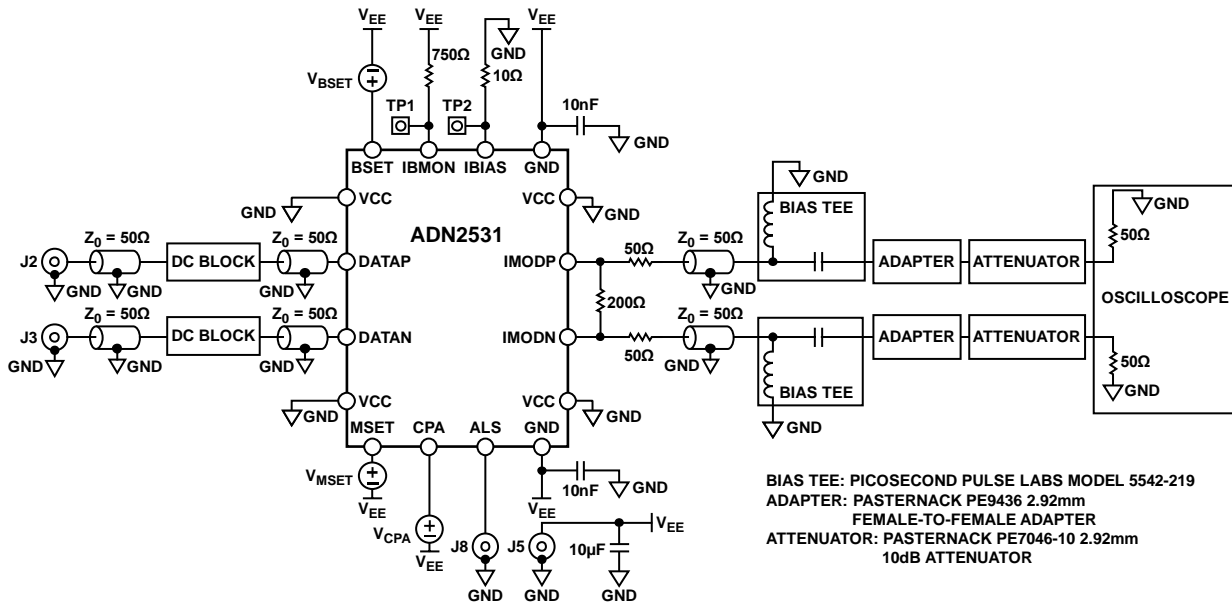 VEE VEE VEE
GND
750Ω
10Ω
VBSET
TP1 TP2 10nF
GND
BSET IBMON IBIAS GND
GND
VCC VCC
GND GND
ADN2531
BIAS TEE
Z0 = 50Ω Z0 = 50Ω Z0 = 50Ω
50Ω
J2 DC BLOCK DATAP IMODP ADAPTER ATTENUATOR
GND GND GND GND
50Ω
GND
200Ω
OSCILLOSCOPE
Z0 = 50Ω Z0 = 50Ω Z0 = 50Ω
J3 DC BLOCK DATAN IMODN ADAPTER ATTENUATOR
50Ω
GND GND GND GND
50Ω
GND
BIAS TEE
GND
VCC VCC
GND GND
MSET CPA ALS GND
VMSET
VEE
10nF
GND
VEE
VCPA
VEE
J8 J5
10µF
VEE
GND GND GND
BIAS TEE: PICOSECOND PULSE LABS MODEL 5542-219
ADAPTER: PASTERNACK PE9436 2.92mm
FEMALE-TO-FEMALE ADAPTER
ATTENUATOR: PASTERNACK PE7046-10 2.92mm
10dB ATTENUATOR